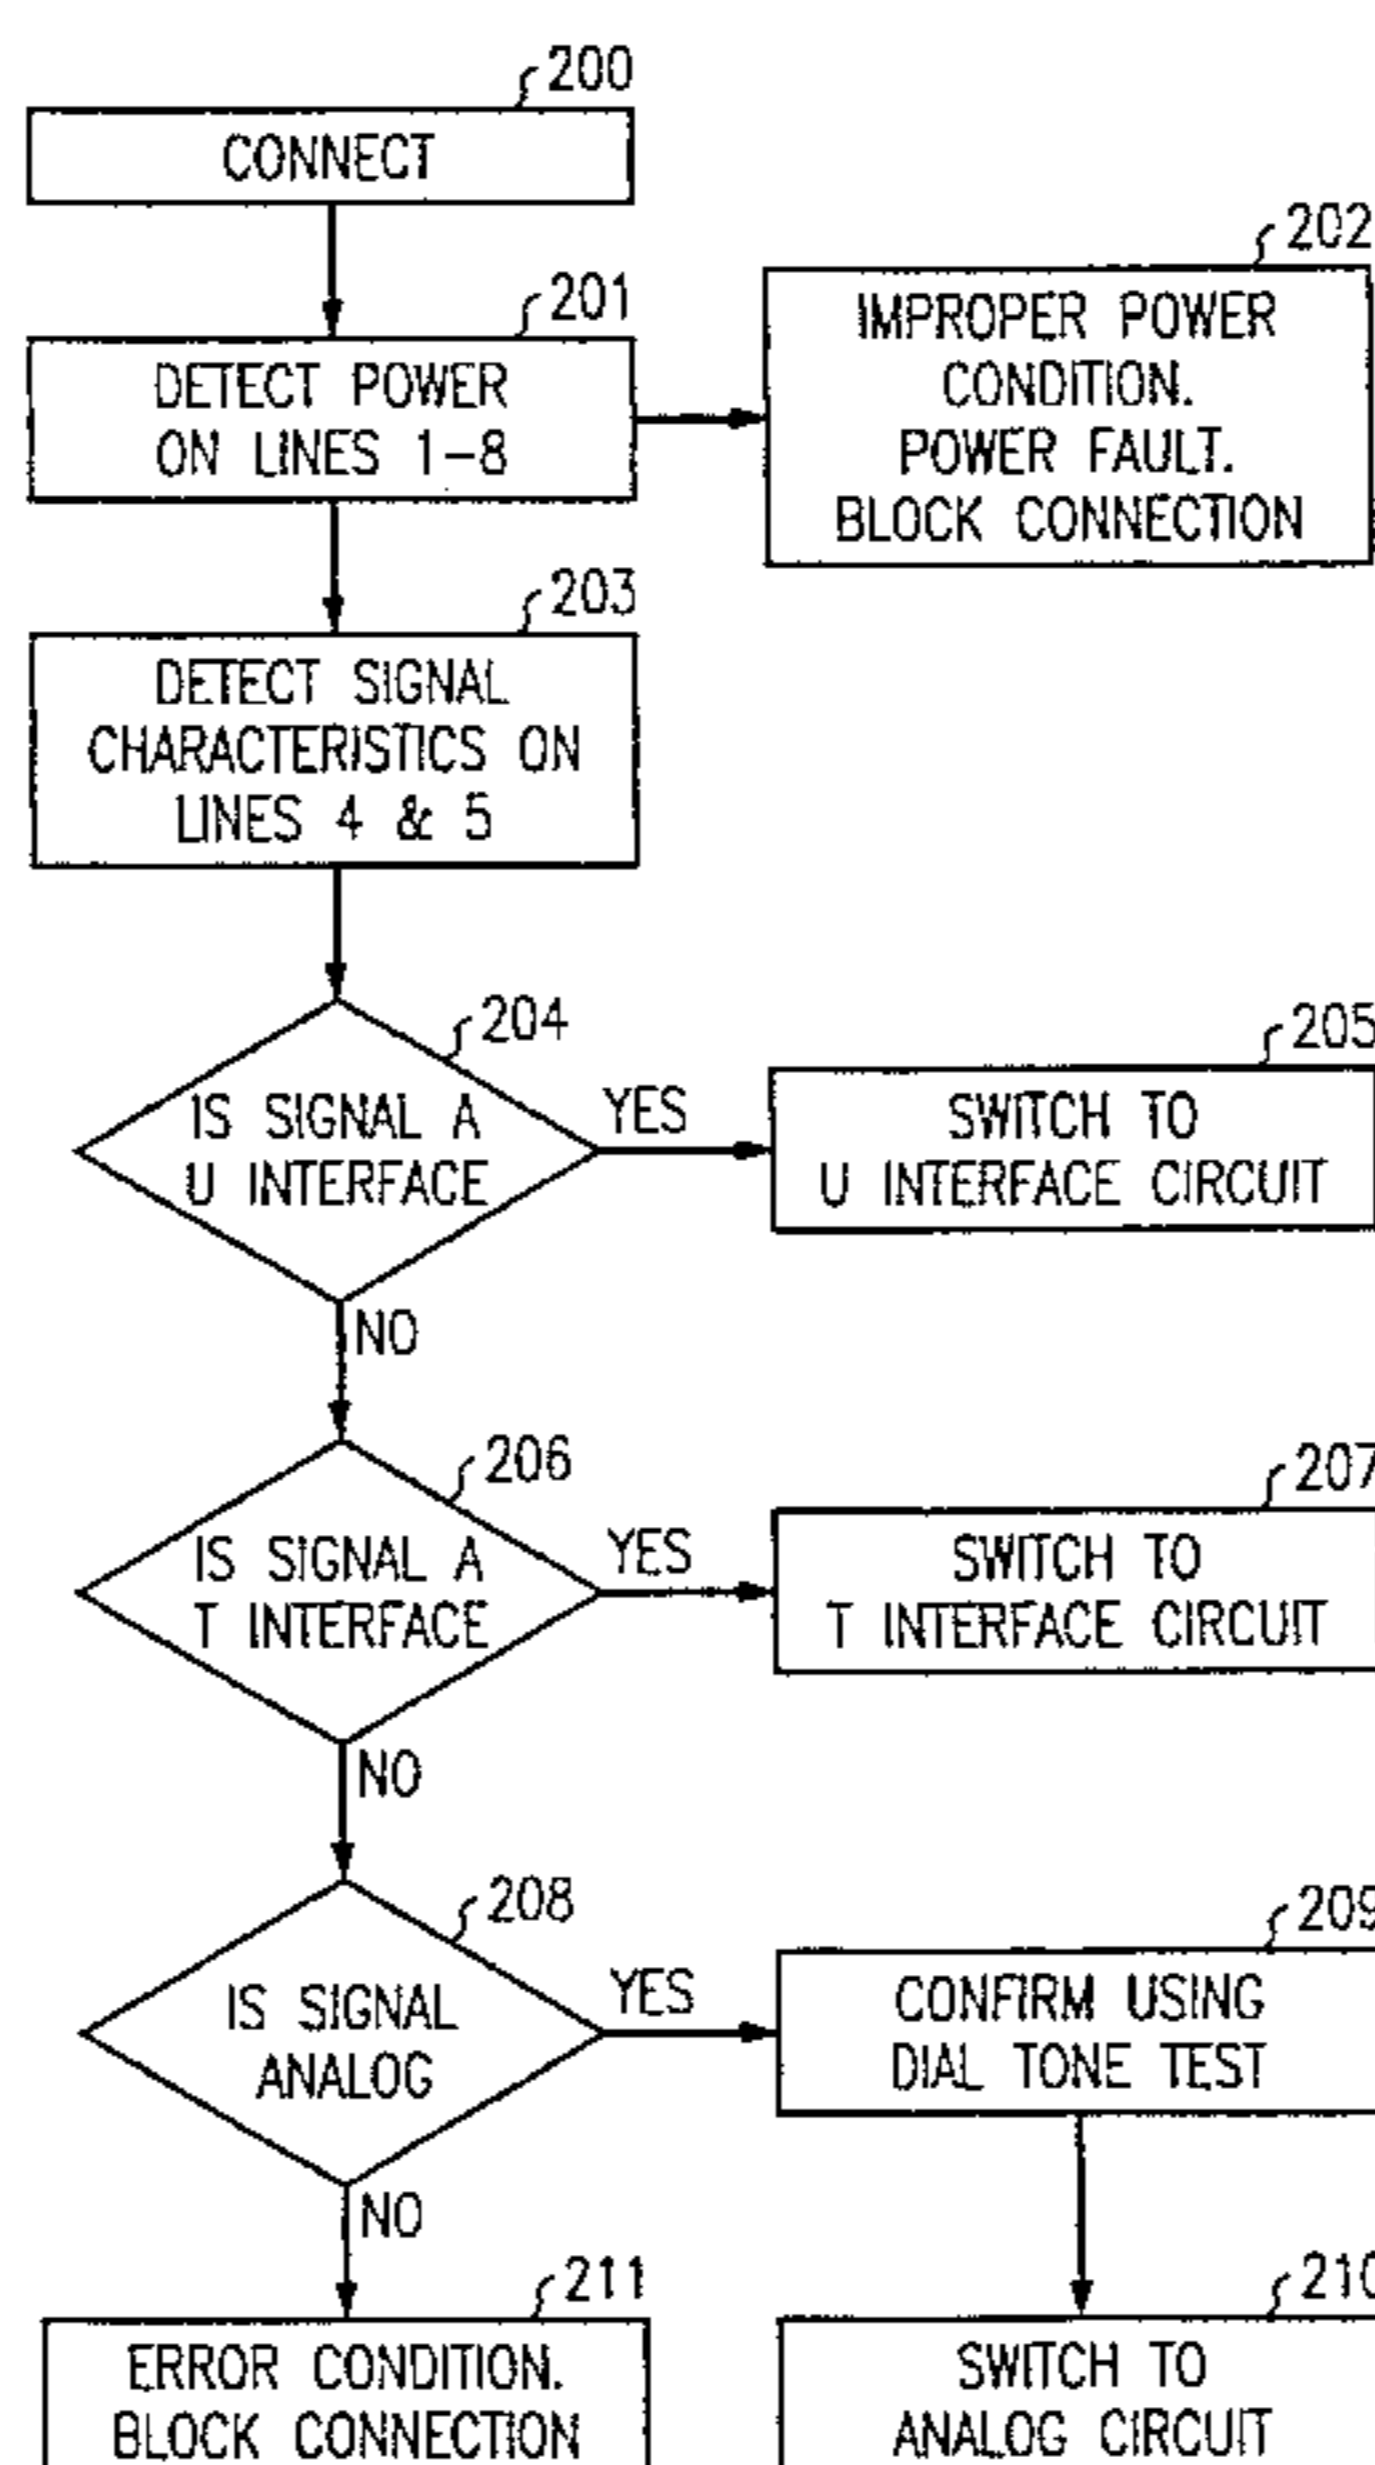 200
CONNECT
201
DETECT POWER
ON LINES 1-8
202
IMPROPER POWER
CONDITION.
POWER FAULT.
BLOCK CONNECTION
203
DETECT SIGNAL
CHARACTERISTICS ON
LINES 4 & 5
204
IS SIGNAL A
U INTERFACE
YES
205
SWITCH TO
U INTERFACE CIRCUIT
NO
206
IS SIGNAL A
T INTERFACE
YES
207
SWITCH TO
T INTERFACE CIRCUIT
NO
208
IS SIGNAL
ANALOG
YES
209
CONFIRM USING
DIAL TONE TEST
NO
211
ERROR CONDITION.
BLOCK CONNECTION
210
SWITCH TO
ANALOG CIRCUIT